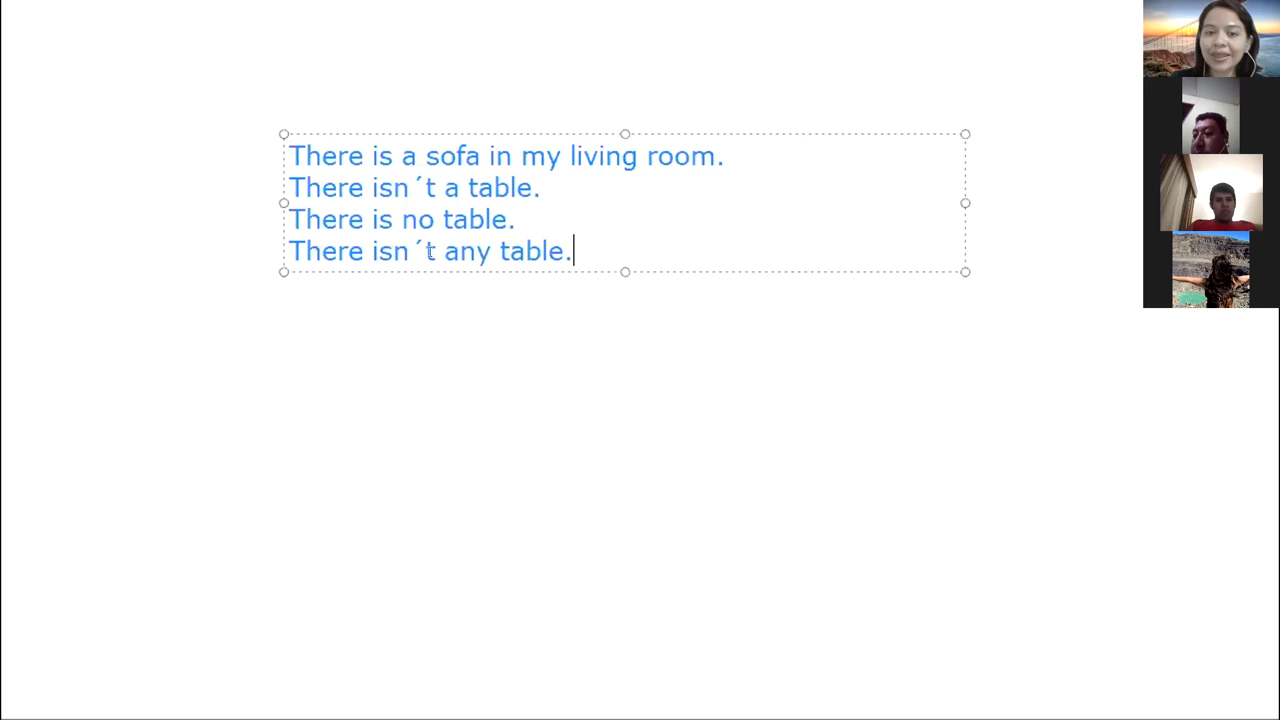 There is a sofa in my living room.
There isn´t a table.
There is no table.
There isn´t any table.